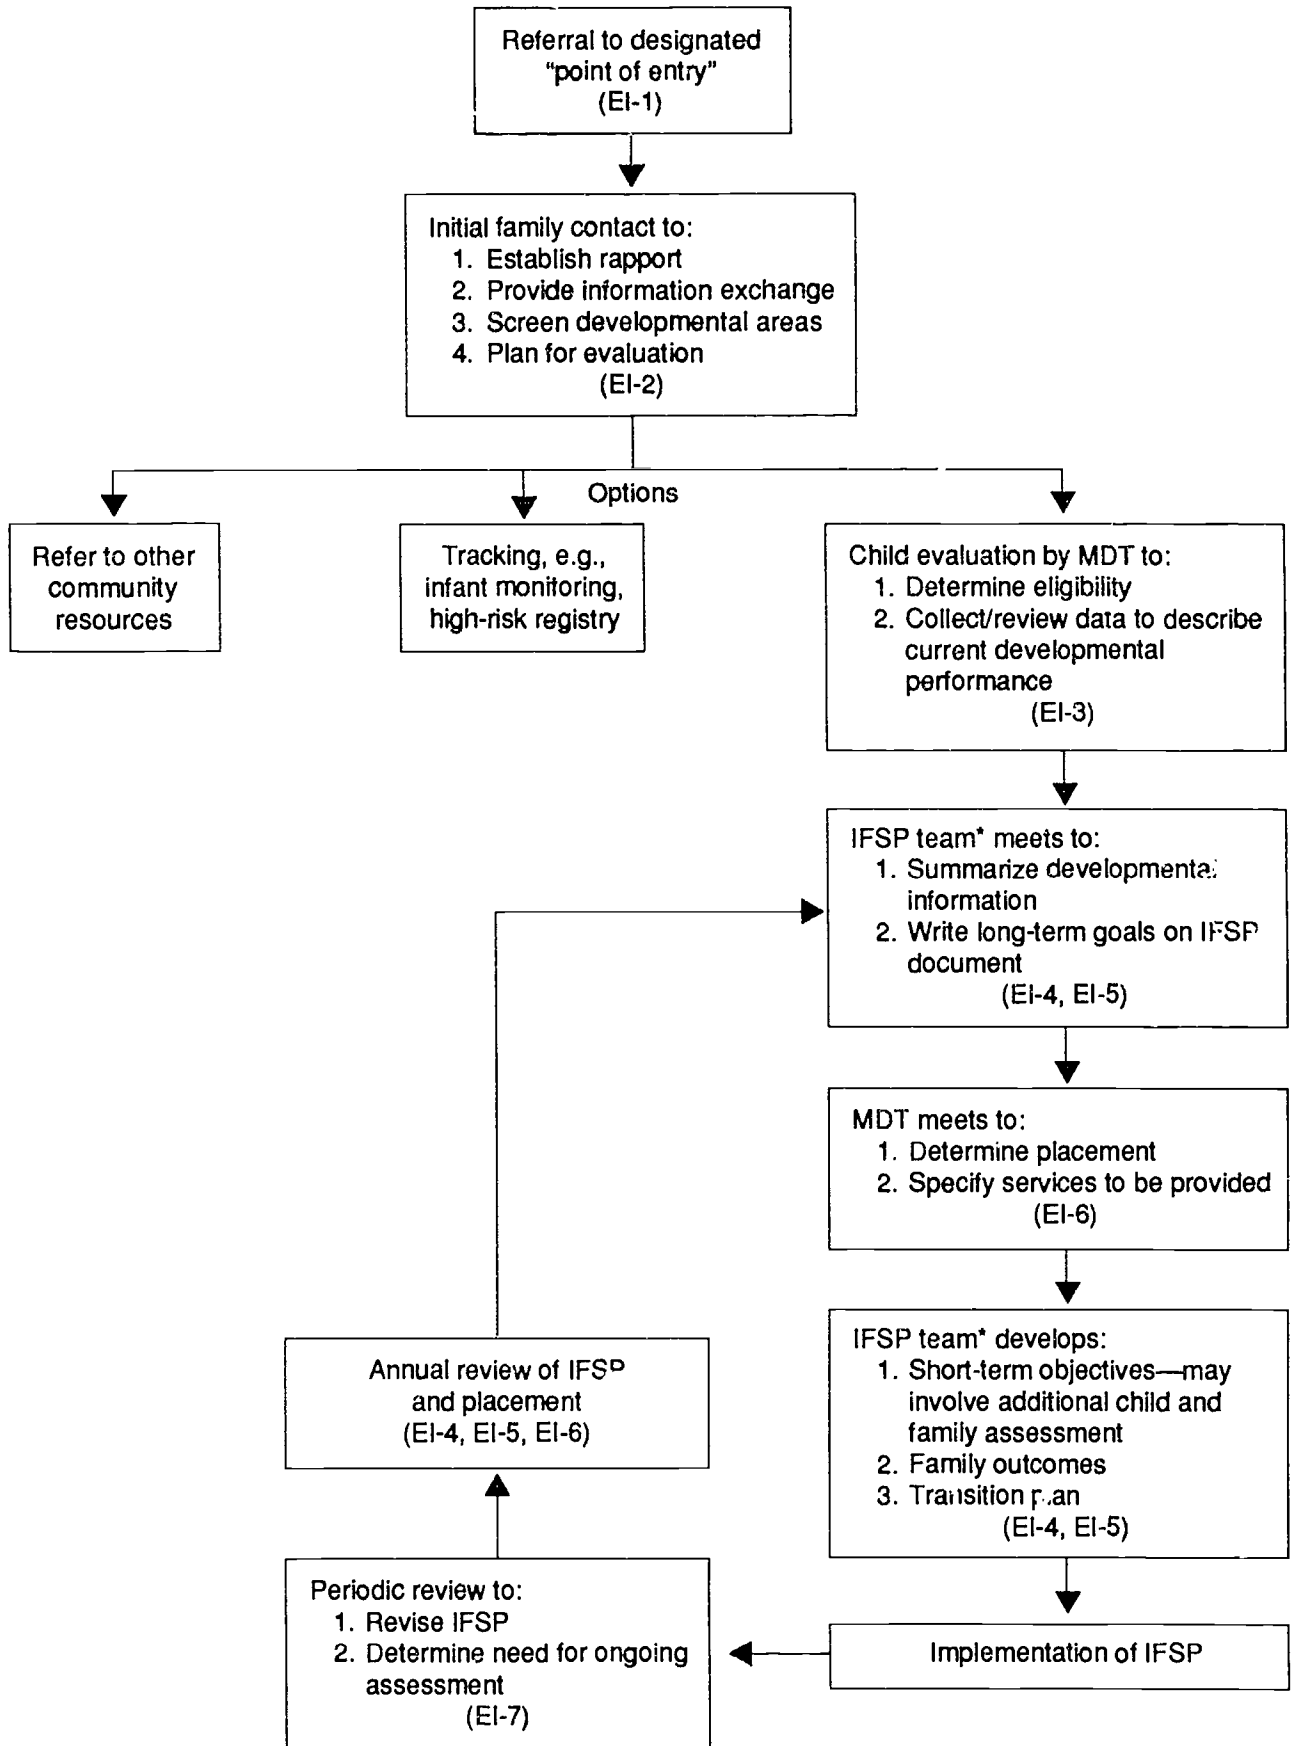 Referral to designated
“point of entry”
(EI-1)
Initial family contact to:
1. Establish rapport
2. Provide information exchange
3. Screen developmental areas
4. Plan for evaluation
(EI-2)
Options
Refer to other
community
resources
Tracking, e.g.,
infant monitoring,
high-risk registry
Child evaluation by MDT to:
1. Determine eligibility
2. Collect/review data to describe
current developmental
performance
(EI-3)
IFSP team* meets to:
1. Summarize developmental
information
2. Write long-term goals on IFSP
document
(EI-4, EI-5)
MDT meets to:
1. Determine placement
2. Specify services to be provided
(EI-6)
IFSP team* develops:
1. Short-term objectives—may
involve additional child and
family assessment
2. Family outcomes
3. Transition plan
(EI-4, EI-5)
Implementation of IFSP
Periodic review to:
1. Revise IFSP
2. Determine need for ongoing
assessment
(EI-7)
Annual review of IFSP
and placement
(EI-4, EI-5, EI-6)